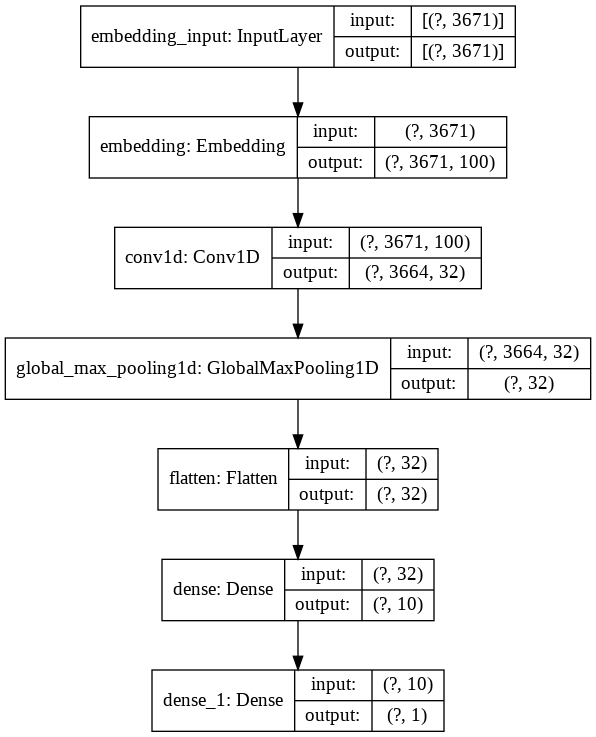 embedding_input: InputLayer
input: [(?, 3671)]
output: [(?, 3671)]
embedding: Embedding
input: (?, 3671)
output: (?, 3671, 100)
conv1d: Conv1D
input: (?, 3671, 100)
output: (?, 3664, 32)
global_max_pooling1d: GlobalMaxPooling1D
input: (?, 3664, 32)
output: (?, 32)
flatten: Flatten
input: (?, 32)
output: (?, 32)
dense: Dense
input: (?, 32)
output: (?, 10)
dense_1: Dense
input: (?, 10)
output: (?, 1)